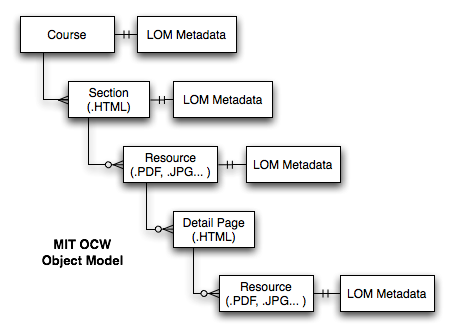 Course
LOM Metadata
Section
(.HTML)
LOM Metadata
Resource
(.PDF, .JPG... )
LOM Metadata
Detail Page
(.HTML)
MIT OCW
Object Model
Resource
(.PDF, .JPG... )
LOM Metadata